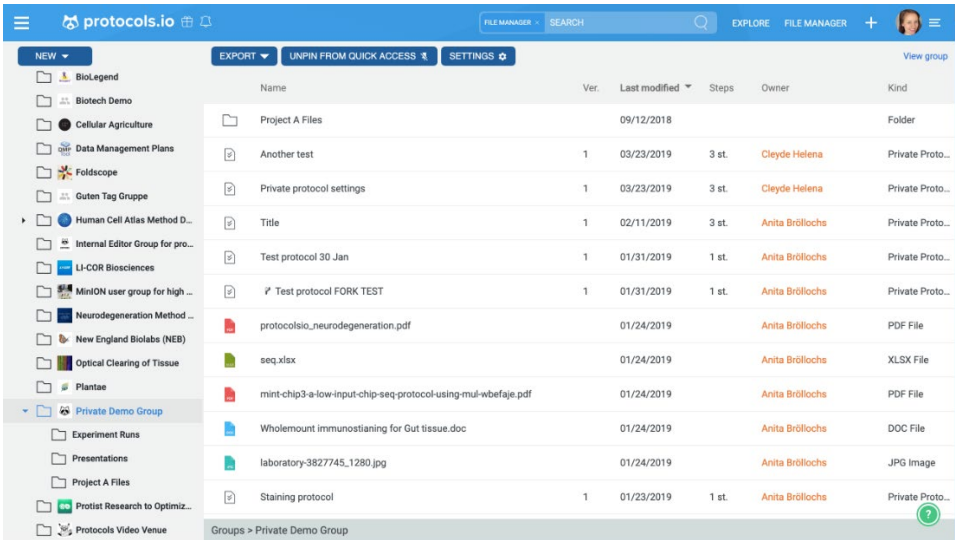 protocols.io
FILE MANAGER × SEARCH
EXPLORE FILE MANAGER +
NEW
EXPORT UNPIN FROM QUICK ACCESS SETTINGS View group
BioLegend
Biotech Demo
Cellular Agriculture
Data Management Plans
Foldscope
Guten Tag Gruppe
Human Cell Atlas Method D...
Internal Editor Group for pro...
LI-COR Biosciences
MinION user group for high ...
Neurodegeneration Method ...
New England Biolabs (NEB)
Optical Clearing of Tissue
Plantae
Private Demo Group
Experiment Runs
Presentations
Project A Files
Protist Research to Optimiz...
Protocols Video Venue
Name Ver. Last modified Steps Owner Kind
Project A Files 09/12/2018 Folder
Another test 1 03/23/2019 3 st. Cleyde Helena Private Proto...
Private protocol settings 1 03/23/2019 3 st. Cleyde Helena Private Proto...
Title 1 02/11/2019 3 st. Anita Bröllochs Private Proto...
Test protocol 30 Jan 1 01/31/2019 1 st. Anita Bröllochs Private Proto...
Test protocol FORK TEST 1 01/31/2019 1 st. Anita Bröllochs Private Proto...
protocolsio_neurodegeneration.pdf 01/24/2019 Anita Bröllochs PDF File
seq.xlsx 01/24/2019 Anita Bröllochs XLSX File
mint-chip3-a-low-input-chip-seq-protocol-using-mul-wbefaje.pdf 01/24/2019 Anita Bröllochs PDF File
Wholemount immunostianing for Gut tissue.doc 01/24/2019 Anita Bröllochs DOC File
laboratory-3827745_1280.jpg 01/24/2019 Anita Bröllochs JPG Image
Staining protocol 1 01/23/2019 1 st. Anita Bröllochs Private Proto...
?
Groups > Private Demo Group